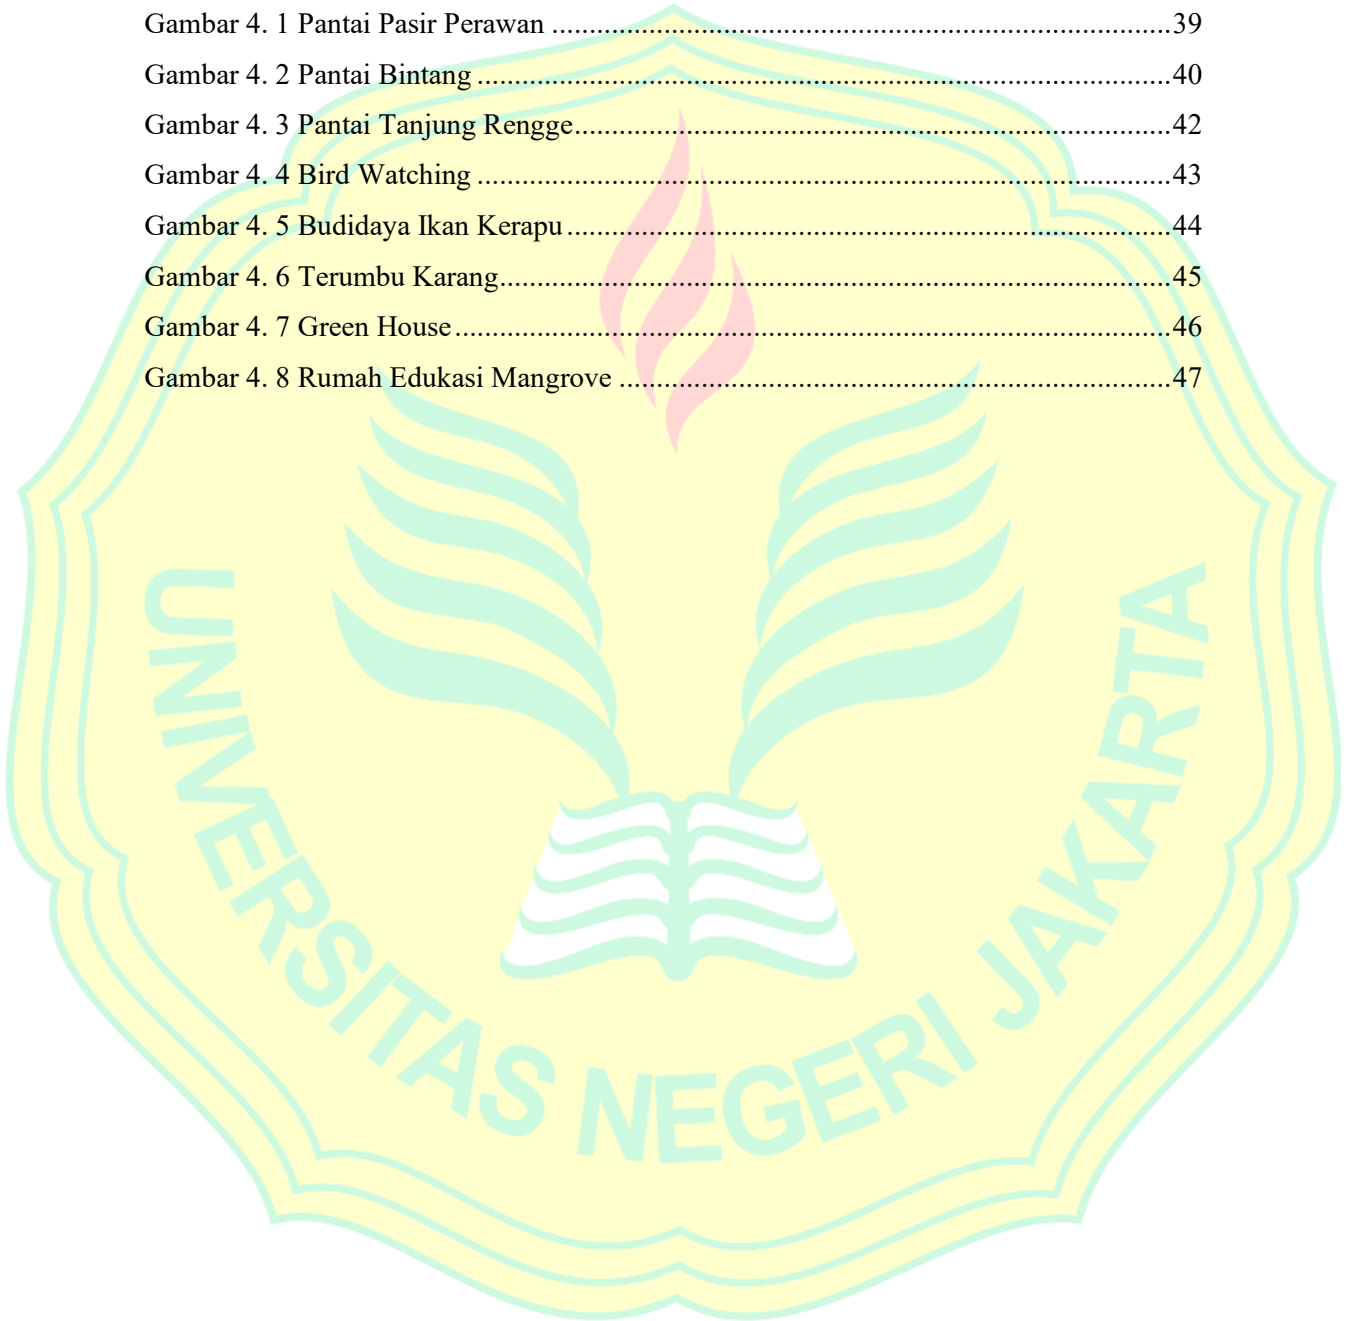 Gambar 4. 1 Pantai Pasir Perawan ....................................................................................39
Gambar 4. 2 Pantai Bintang ..............................................................................................40
Gambar 4. 3 Pantai Tanjung Rengge.................................................................................42
Gambar 4. 4 Bird Watching ..............................................................................................43
Gambar 4. 5 Budidaya Ikan Kerapu ..................................................................................44
Gambar 4. 6 Terumbu Karang...........................................................................................45
Gambar 4. 7 Green House .................................................................................................46
Gambar 4. 8 Rumah Edukasi Mangrove ...........................................................................47
UNIVERSITAS NEGERI JAKARTA